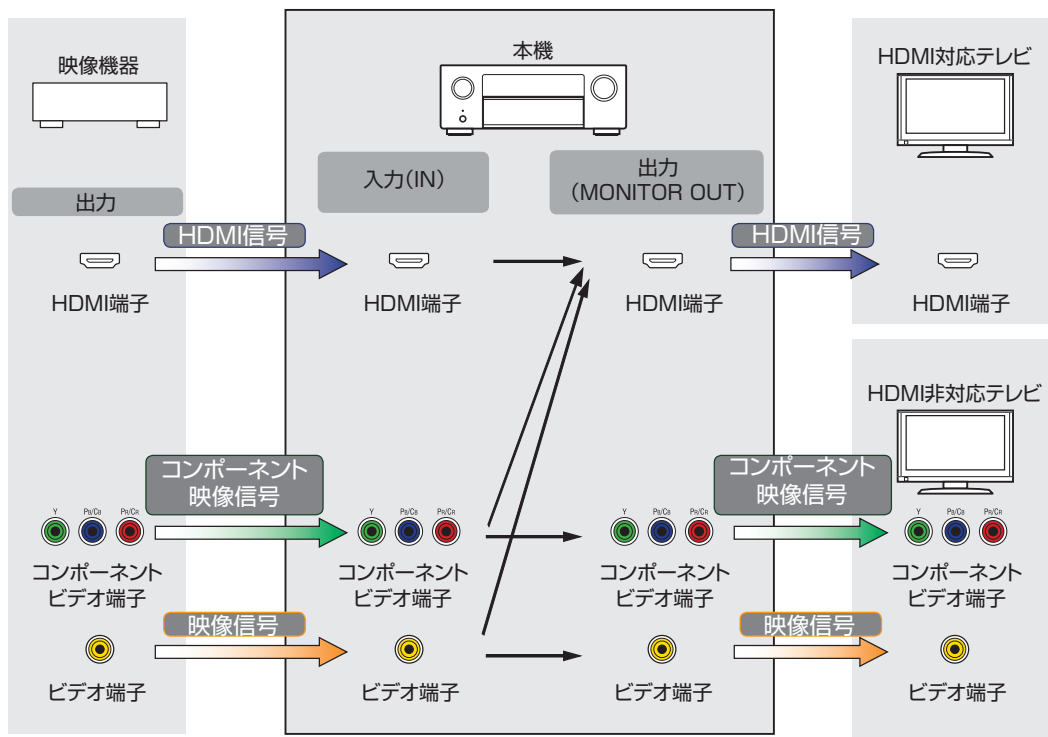 映像機器
本機
HDMI対応テレビ
入力(IN)
出力
(MONITOR OUT)
出力
HDMI信号
HDMI信号
HDMI端子
HDMI端子
HDMI端子
HDMI端子
HDMI非対応テレビ
コンポーネント
映像信号
コンポーネント
映像信号
Y PB/CB PR/CR
Y PB/CB PR/CR
Y PB/CB PR/CR
Y PB/CB PR/CR
コンポーネント
ビデオ端子
コンポーネント
ビデオ端子
コンポーネント
ビデオ端子
コンポーネント
ビデオ端子
映像信号
映像信号
ビデオ端子
ビデオ端子
ビデオ端子
ビデオ端子